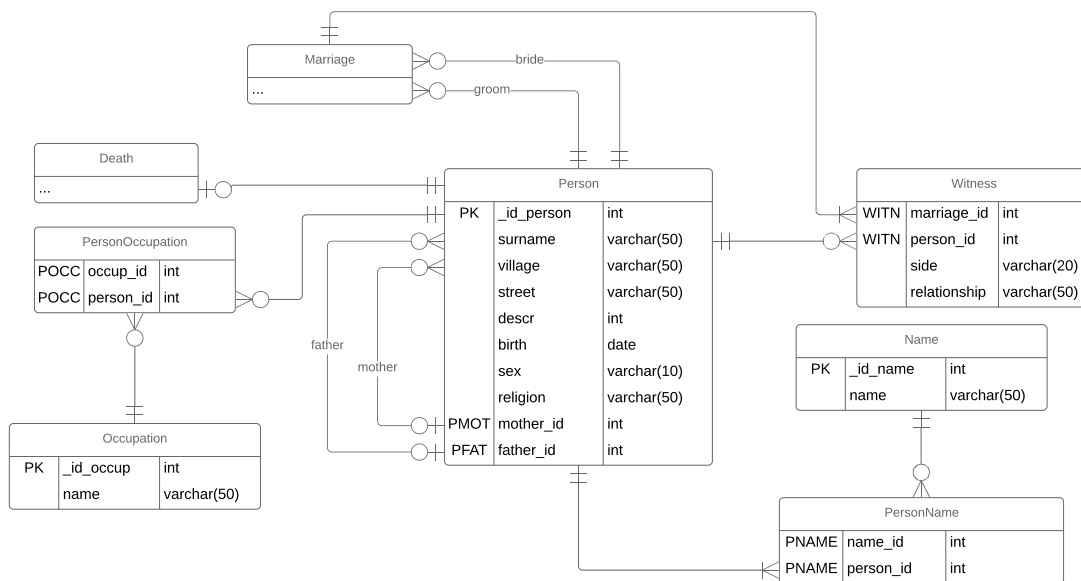 Marriage
...
bride
groom
Death
...
Person
PK _id_person int
surname varchar(50)
village varchar(50)
street varchar(50)
descr int
birth date
sex varchar(10)
religion varchar(50)
PMOT mother_id int
PFAT father_id int
Witness
WITN marriage_id int
WITN person_id int
side varchar(20)
relationship varchar(50)
PersonOccupation
POCC occup_id int
POCC person_id int
father
mother
Name
PK _id_name int
name varchar(50)
Occupation
PK _id_occup int
name varchar(50)
PersonName
PNAME name_id int
PNAME person_id int